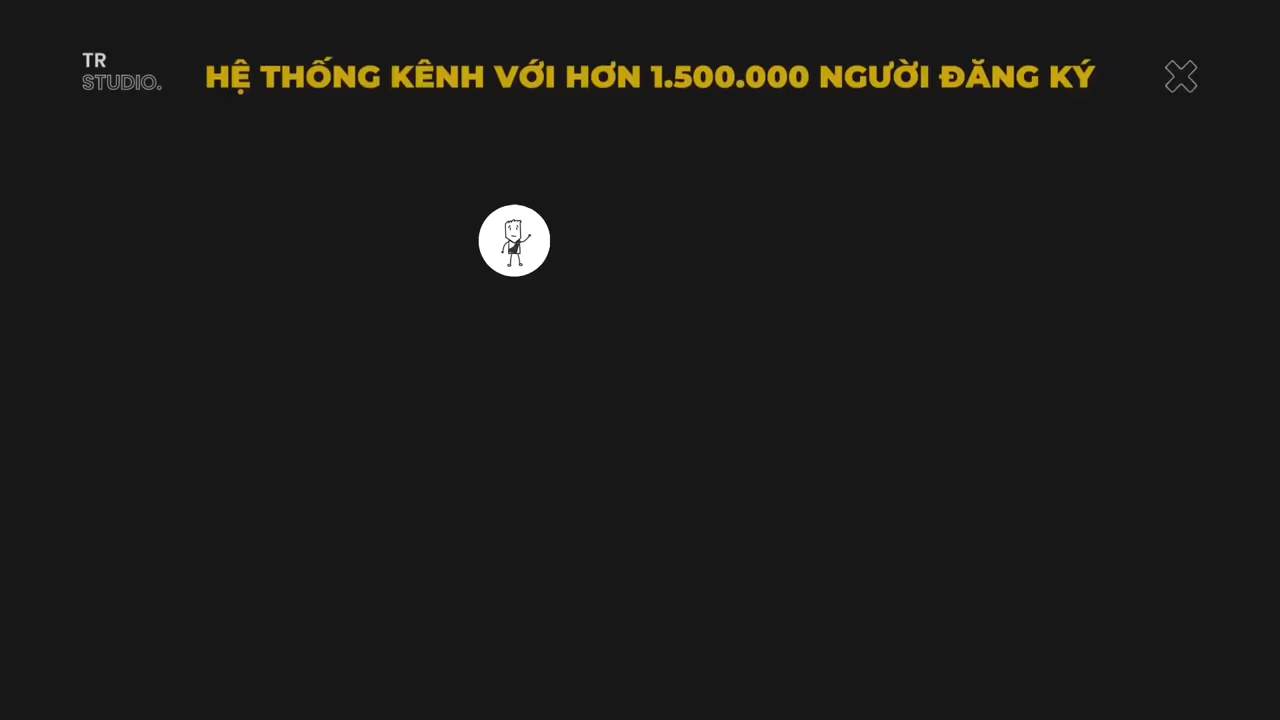 TR
STUDIO.
HỆ THỐNG KÊNH VỚI HƠN 1.500.000 NGƯỜI ĐĂNG KÝ